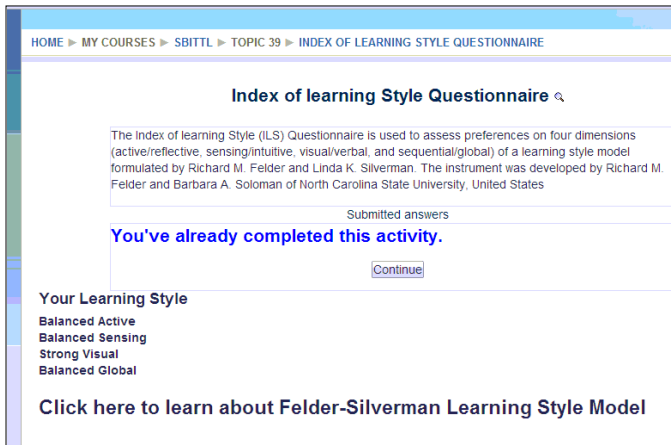 HOME ► MY COURSES ► SBITTL ► TOPIC 39 ► INDEX OF LEARNING STYLE QUESTIONNAIRE
Index of learning Style Questionnaire
The Index of learning Style (ILS) Questionnaire is used to assess preferences on four dimensions
(active/reflective, sensing/intuitive, visual/verbal, and sequential/global) of a learning style model
formulated by Richard M. Felder and Linda K. Silverman. The instrument was developed by Richard M.
Felder and Barbara A. Soloman of North Carolina State University, United States
Submitted answers
You've already completed this activity.
Continue
Your Learning Style
Balanced Active
Balanced Sensing
Strong Visual
Balanced Global
Click here to learn about Felder-Silverman Learning Style Model